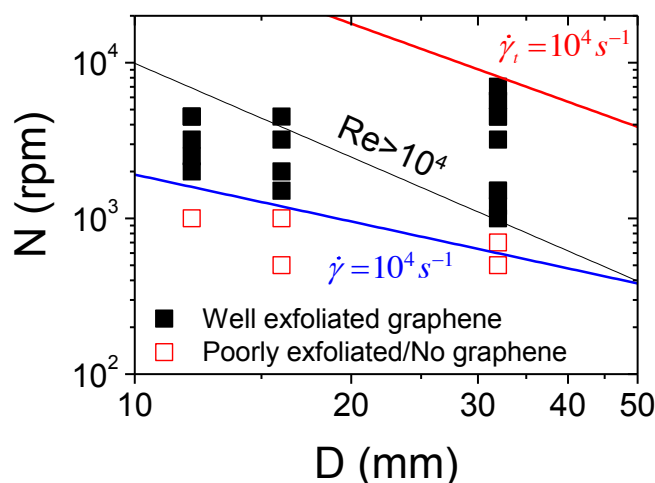 10⁴
10³
10²
N (rpm)
γ̇ₜ = 10⁴ s⁻¹
Re>10⁴
γ̇ = 10⁴ s⁻¹
Well exfoliated graphene
Poorly exfoliated/No graphene
10
20
30
40
50
D (mm)